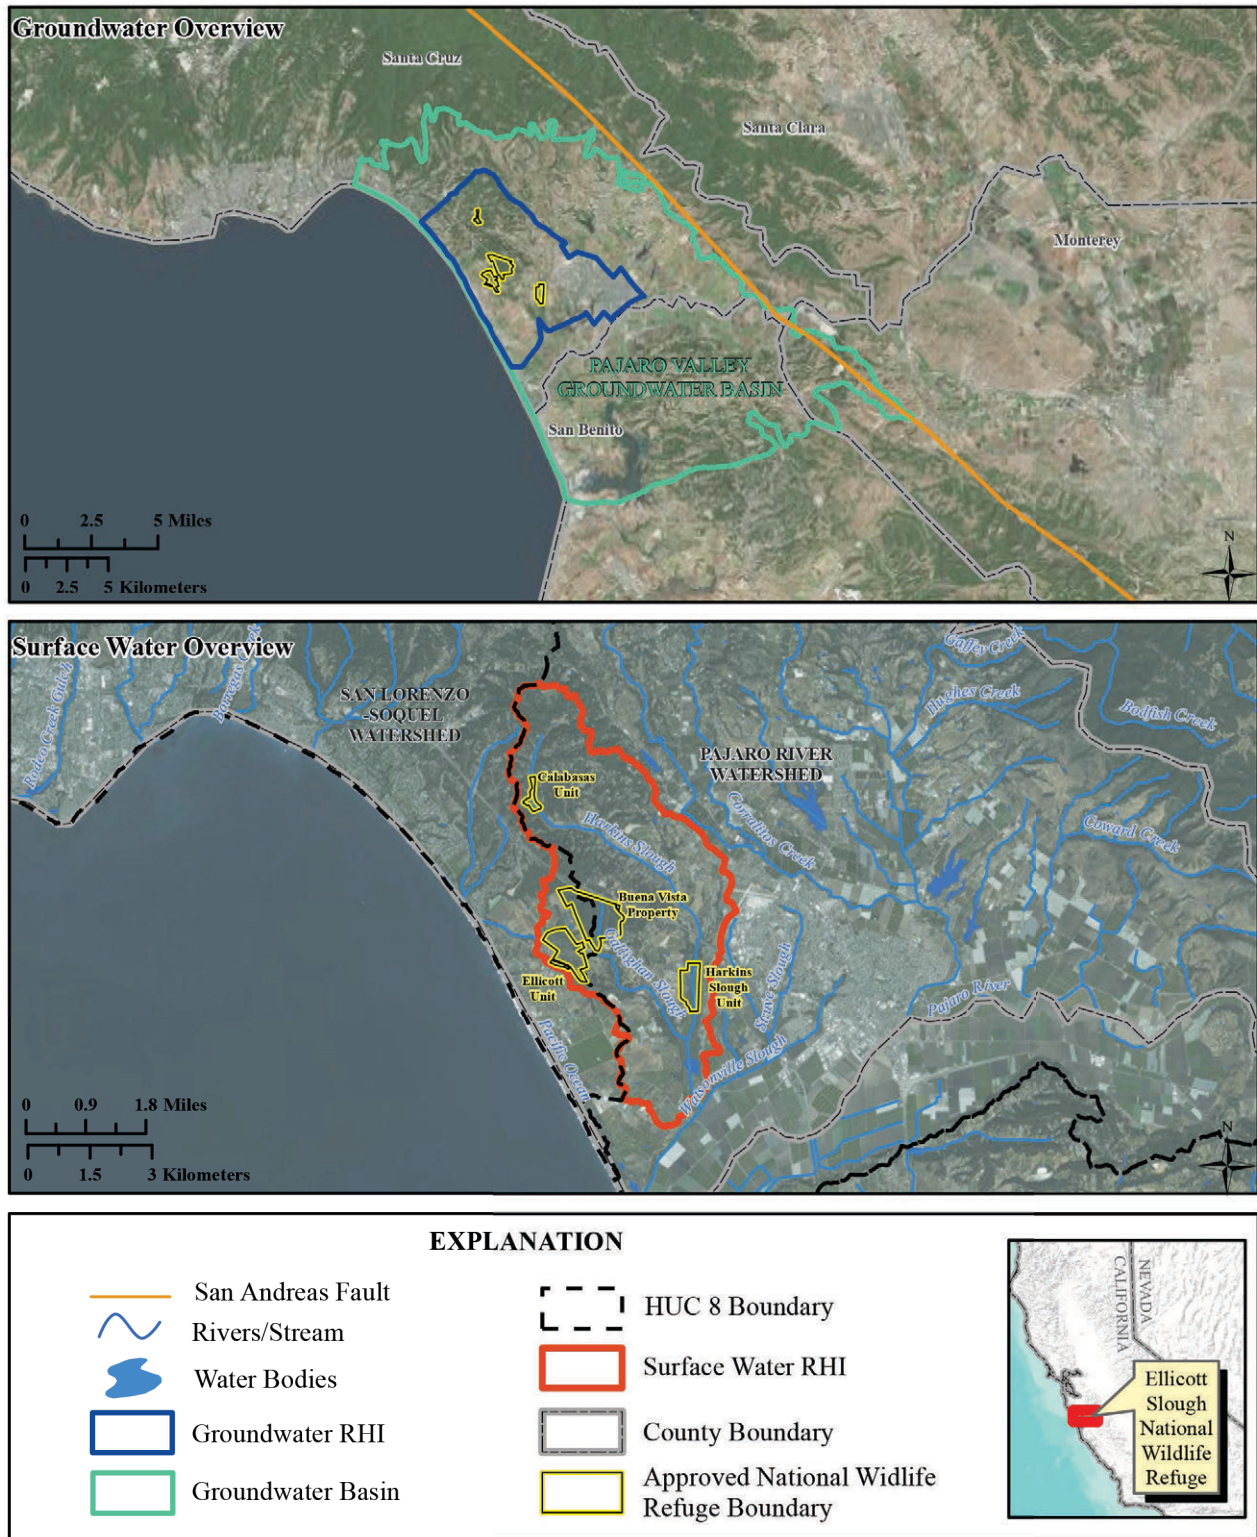 Groundwater Overview
Santa Cruz
Santa Clara
Monterey
PAJARO VALLEY
GROUNDWATER BASIN
San Benito
0 2.5 5 Miles
0 2.5 5 Kilometers
N
Surface Water Overview
Rodeo Creek Gulch
Borregas Creek
SAN LORENZO
-SOQUEL
WATERSHED
Gaffey Creek
Hughes Creek
Bodfish Creek
PAJARO RIVER
WATERSHED
Calabasas
Unit
Harkins Slough
Corralitos Creek
Coward Creek
Buena Vista
Property
Gallighan Slough
Ellicott
Unit
Harkins
Slough
Unit
Struve Slough
Pajaro River
Pacific Ocean
Watsonville Slough
0 0.9 1.8 Miles
0 1.5 3 Kilometers
N
EXPLANATION
San Andreas Fault
Rivers/Stream
Water Bodies
Groundwater RHI
Groundwater Basin
HUC 8 Boundary
Surface Water RHI
County Boundary
Approved National Widlife
Refuge Boundary
NEVADA
CALIFORNIA
Ellicott
Slough
National
Wildlife
Refuge